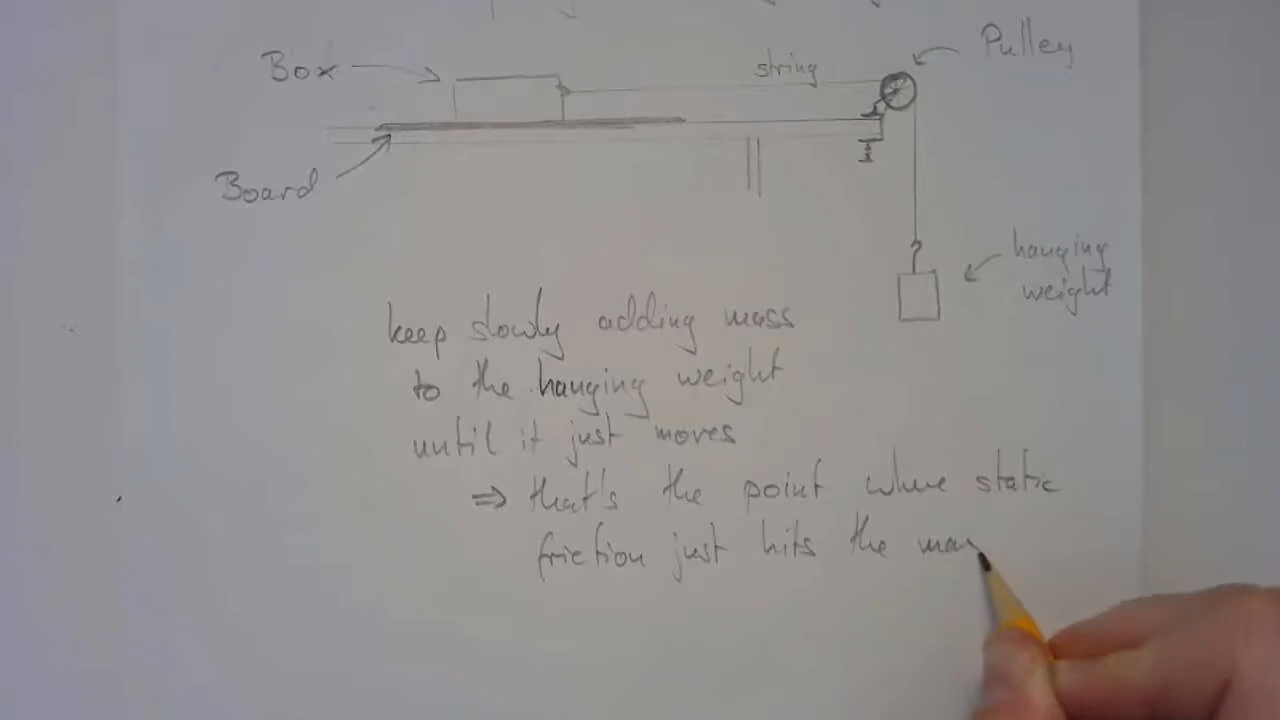 Pulley
Box
string
Board
hanging
weight
keep slowly adding mass
to the hanging weight
until it just moves
⇒ that's the point where static
friction just hits the max